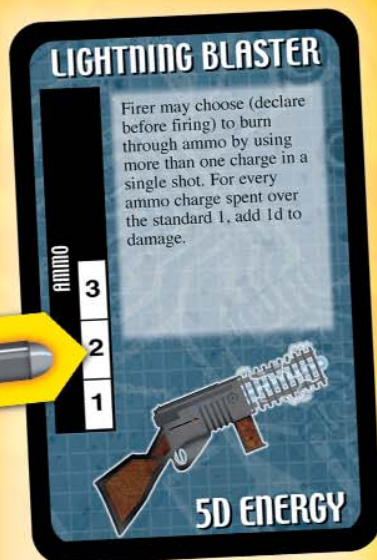 LIGHTNING BLASTER
Firer may choose (declare
before firing) to burn
through ammo by using
more than one charge in a
single shot. For every
ammo charge spent over
the standard 1, add 1d to
damage.
AMMO
3
2
1
5D ENERGY